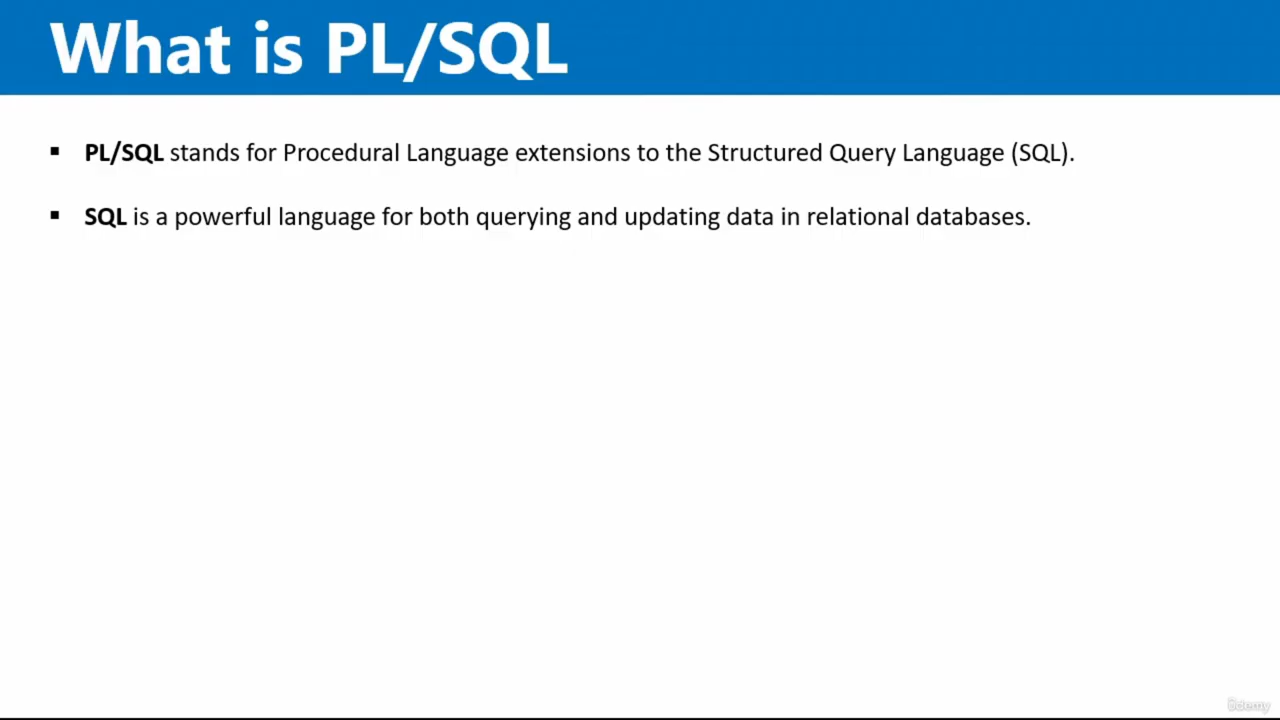 What is PL/SQL
▪ PL/SQL stands for Procedural Language extensions to the Structured Query Language (SQL).
▪ SQL is a powerful language for both querying and updating data in relational databases.
Udemy